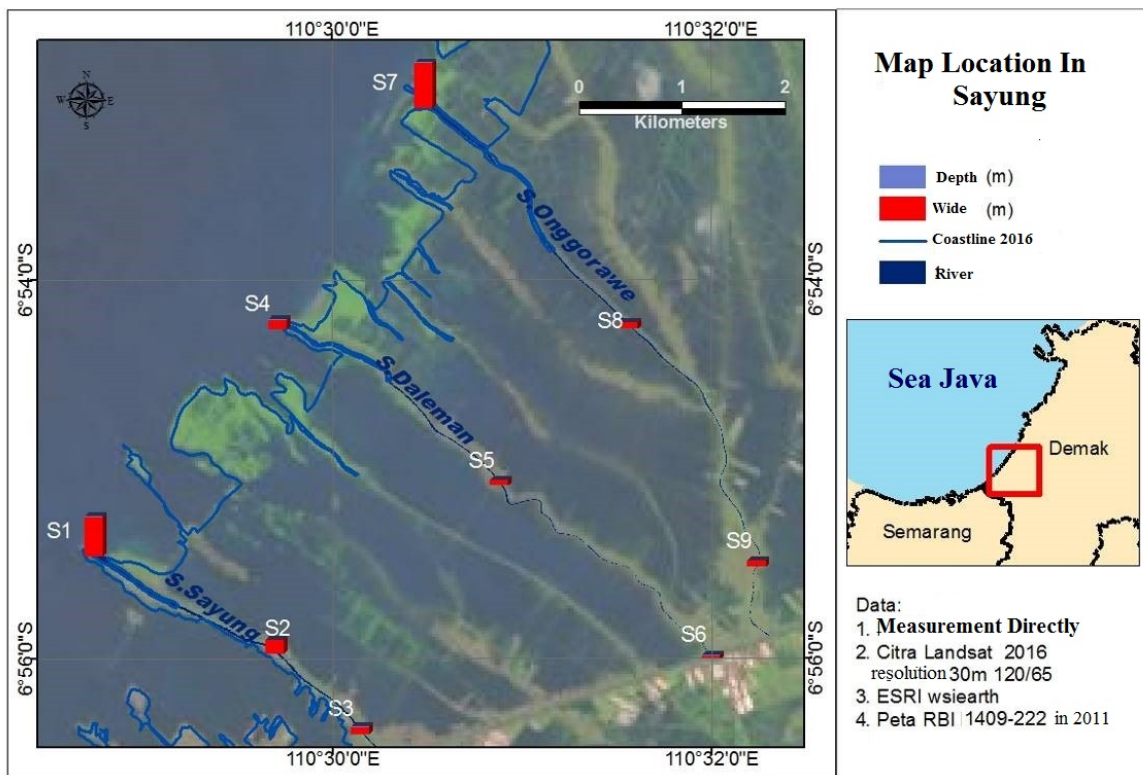 110°30'0"E
110°32'0"E
N
W
E
S
S7
0 1 2
Kilometers
S.Onggorawe
6°54'0"S
6°54'0"S
S4
S8
S.Daleman
S5
S1
S9
S.Sayung
S2
S6
6°56'0"S
6°56'0"S
S3
110°30'0"E
110°32'0"E
Map Location In
Sayung
Depth (m)
Wide (m)
Coastline 2016
River
Sea Java
Demak
Semarang
Data:
1. Measurement Directly
2. Citra Landsat 2016
resolution 30m 120/65
3. ESRI wsiearth
4. Peta RBI 1409-222 in 2011